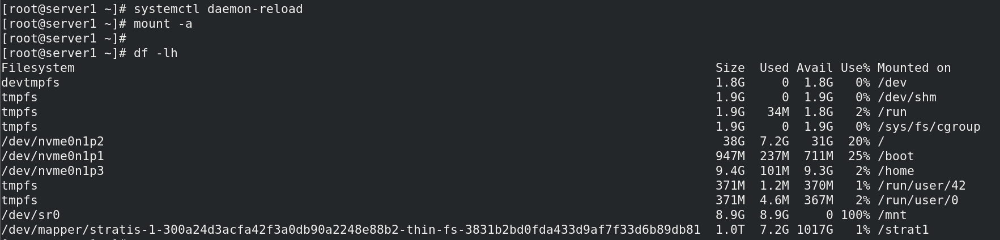 [root@server1 ~]# systemctl daemon-reload
[root@server1 ~]# mount -a
[root@server1 ~]#
[root@server1 ~]# df -lh
Filesystem Size Used Avail Use% Mounted on
devtmpfs 1.8G 0 1.8G 0% /dev
tmpfs 1.9G 0 1.9G 0% /dev/shm
tmpfs 1.9G 34M 1.8G 2% /run
tmpfs 1.9G 0 1.9G 0% /sys/fs/cgroup
/dev/nvme0n1p2 38G 7.2G 31G 20% /
/dev/nvme0n1p1 947M 237M 711M 25% /boot
/dev/nvme0n1p3 9.4G 101M 9.3G 2% /home
tmpfs 371M 1.2M 370M 1% /run/user/42
tmpfs 371M 4.6M 367M 2% /run/user/0
/dev/sr0 8.9G 8.9G 0 100% /mnt
/dev/mapper/stratis-1-300a24d3acfa42f3a0db90a2248e88b2-thin-fs-3831b2bd0fda433d9af7f33d6b89db81 1.0T 7.2G 1017G 1% /strat1